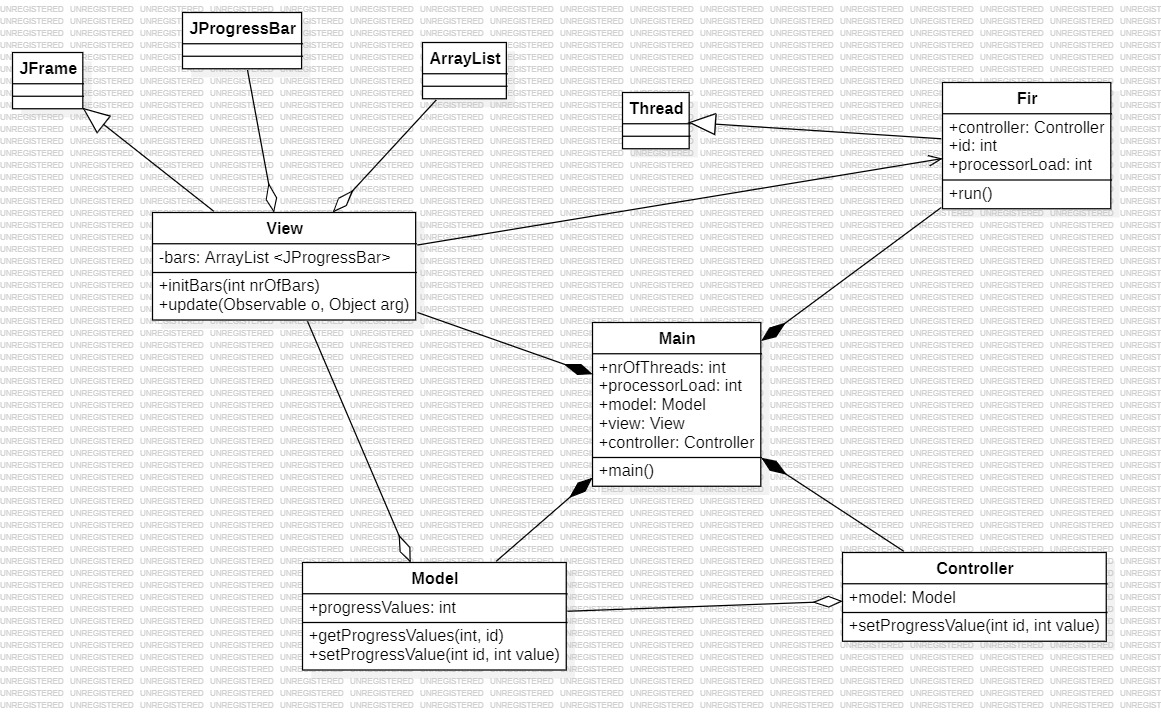 JProgressBar
JFrame
ArrayList
Thread
Fir
+controller: Controller
+id: int
+processorLoad: int
+run()
View
-bars: ArrayList <JProgressBar>
+initBars(int nrOfBars)
+update(Observable o, Object arg)
Main
+nrOfThreads: int
+processorLoad: int
+model: Model
+view: View
+controller: Controller
+main()
Model
+progressValues: int
+getProgressValues(int, id)
+setProgressValue(int id, int value)
Controller
+model: Model
+setProgressValue(int id, int value)
UNREGISTERED